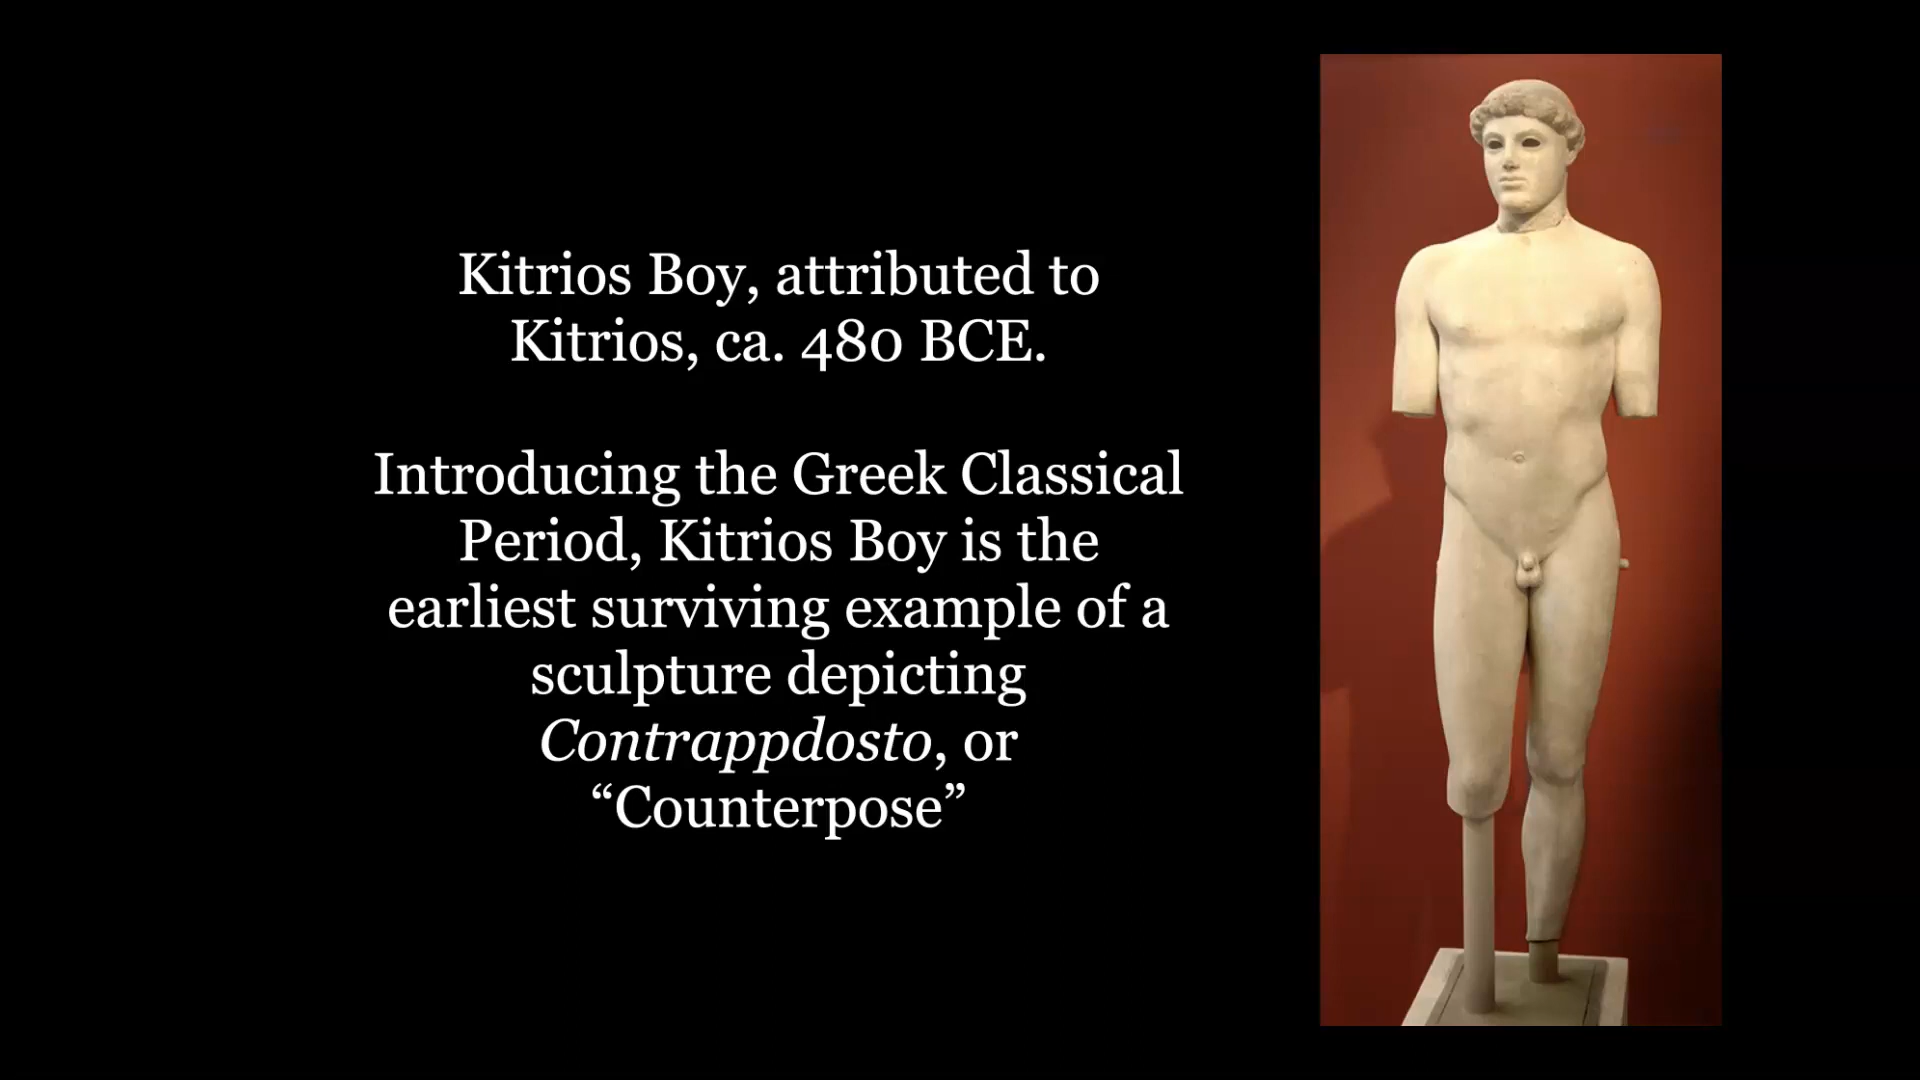 Kitrios Boy, attributed to
Kitrios, ca. 480 BCE.
Introducing the Greek Classical
Period, Kitrios Boy is the
earliest surviving example of a
sculpture depicting
Contrappdosto, or
“Counterpose”